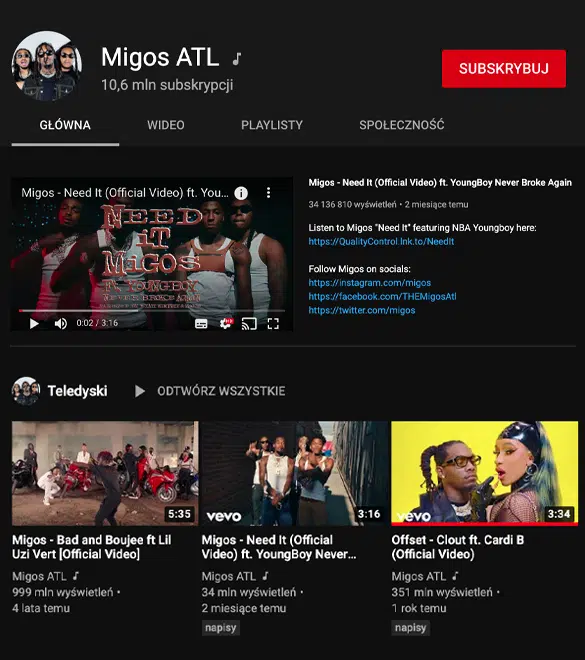 Migos ATL
10,6 mln subskrypcji
SUBSKRYBUJ
GŁÓWNA WIDEO PLAYLISTY SPOŁECZNOŚĆ
Migos - Need It (Official Video) ft. You...
NEED
IT
MIGOS
FT. YOUNGBOY
NEVER BROKE AGAIN
0:02 / 3:16
HD
Migos - Need It (Official Video) ft. YoungBoy Never Broke Again
34 136 810 wyświetleń • 2 miesiące temu
Listen to Migos "Need It" featuring NBA Youngboy here:
https://QualityControl.lnk.to/NeedIt
Follow Migos on socials:
https://instagram.com/migos
https://facebook.com/THEMigosAtl
https://twitter.com/migos
Teledyski
ODTWÓRZ WSZYSTKIE
5:35
Migos - Bad and Boujee ft Lil
Uzi Vert [Official Video]
Migos ATL
999 mln wyświetleń •
4 lata temu
vevo
3:16
Migos - Need It (Official
Video) ft. YoungBoy Never...
Migos ATL
34 mln wyświetleń •
2 miesiące temu
napisy
vevo
3:34
Offset - Clout ft. Cardi B
(Official Video)
Migos ATL
351 mln wyświetleń •
1 rok temu
napisy